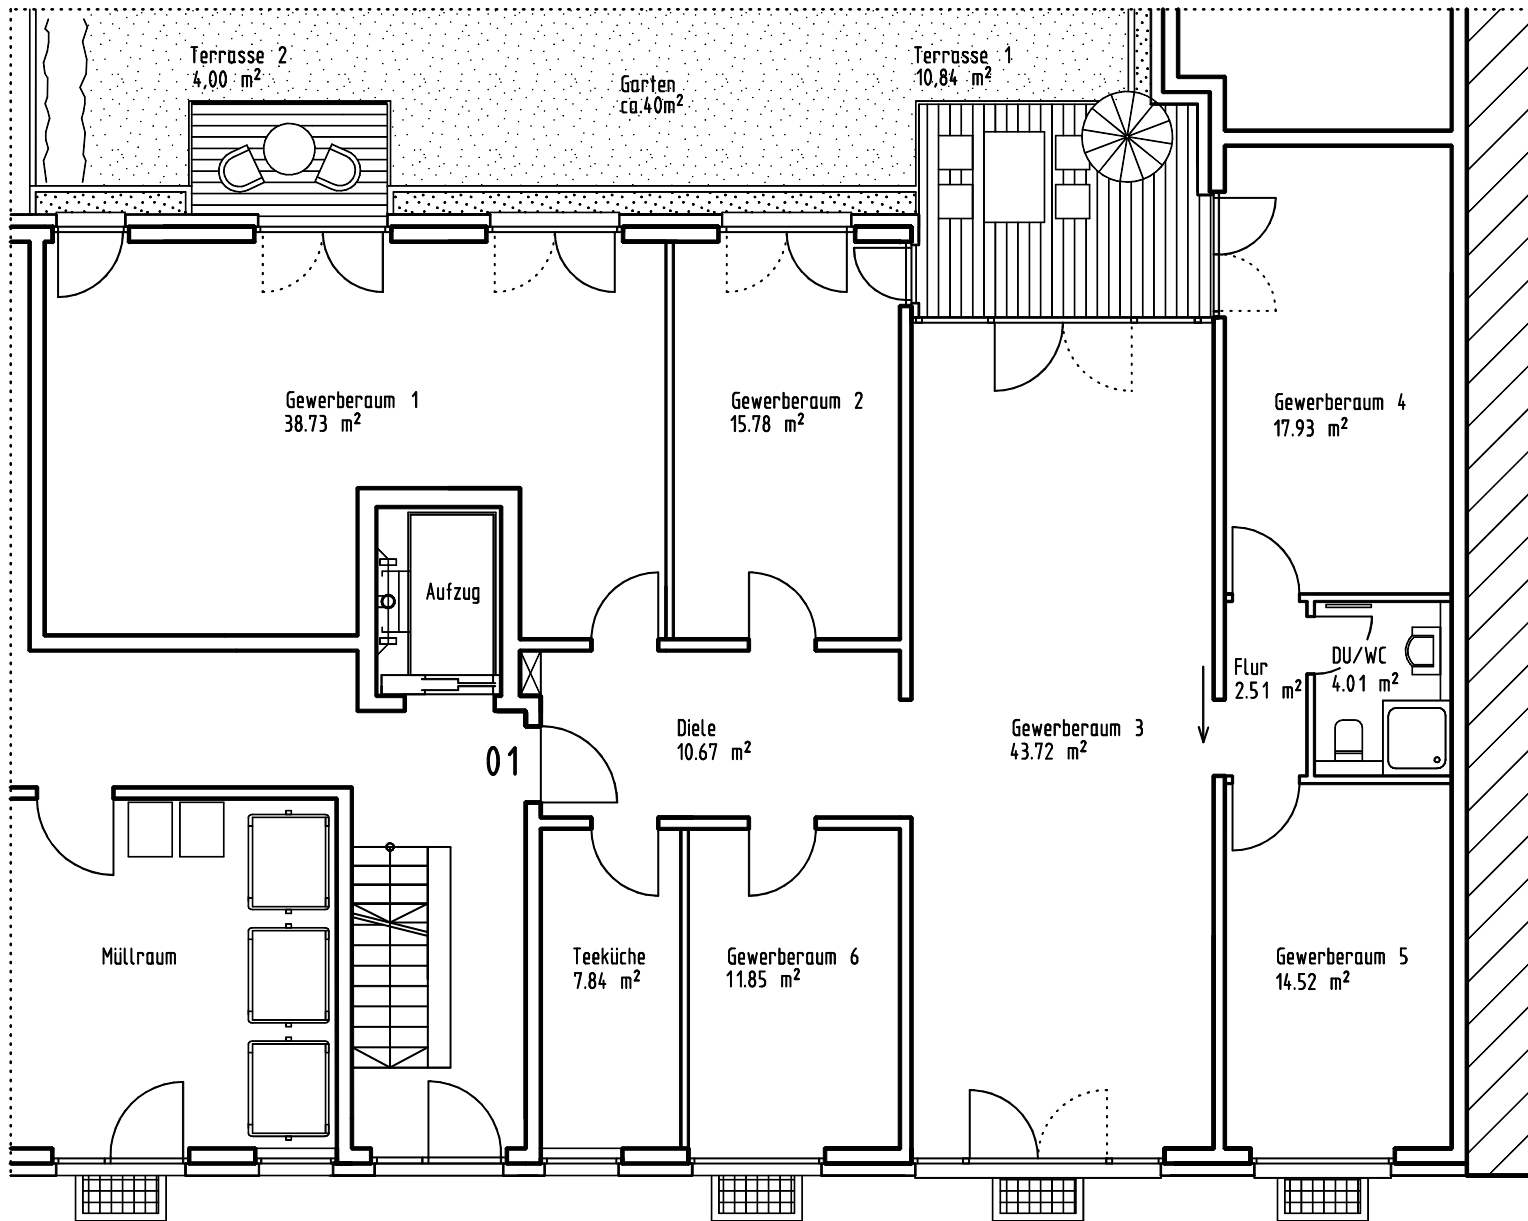 Terrasse 2
4,00 m²
Garten
ca.40m²
Terrasse 1
10,84 m²
Gewerberaum 1
38.73 m²
Gewerberaum 2
15.78 m²
Gewerberaum 4
17.93 m²
Aufzug
Flur
2.51 m²
DU/WC
4.01 m²
Diele
10.67 m²
Gewerberaum 3
43.72 m²
01
Müllraum
Teeküche
7.84 m²
Gewerberaum 6
11.85 m²
Gewerberaum 5
14.52 m²